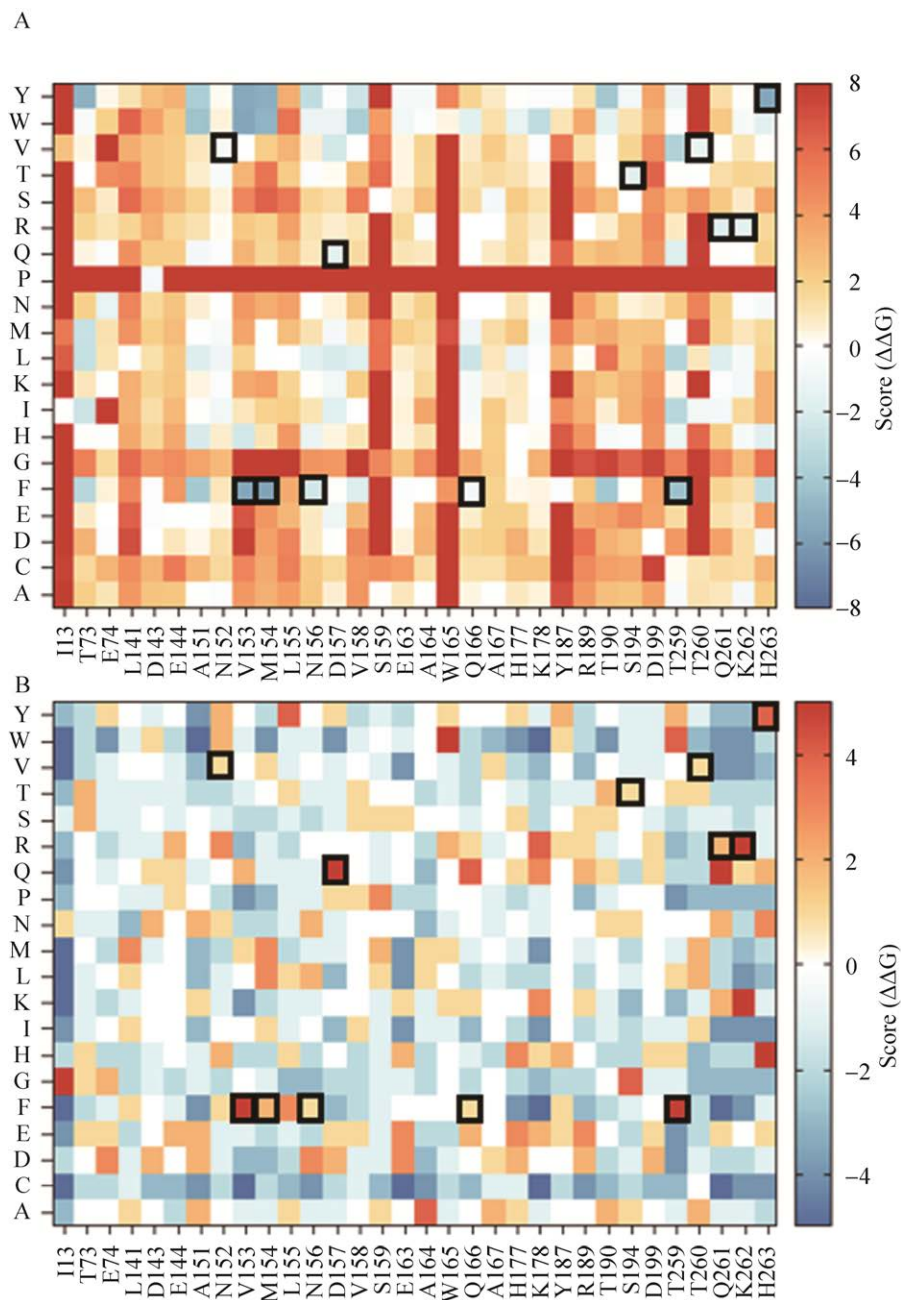 A
Y
W
V
T
S
R
Q
P
N
M
L
K
I
H
G
F
E
D
C
A
I13 T73 E74 L141 D143 E144 A151 N152 V153 M154 L155 N156 D157 V158 S159 E163 A164 W165 Q166 A167 H177 K178 Y187 R189 T190 S194 D199 T259 T260 Q261 K262 H263
8
6
4
2
0
−2
−4
−6
−8
Score (ΔΔG)
B
Y
W
V
T
S
R
Q
P
N
M
L
K
I
H
G
F
E
D
C
A
I13 T73 E74 L141 D143 E144 A151 N152 V153 M154 L155 N156 D157 V158 S159 E163 A164 W165 Q166 A167 H177 K178 Y187 R189 T190 S194 D199 T259 T260 Q261 K262 H263
4
2
0
−2
−4
Score (ΔΔG)